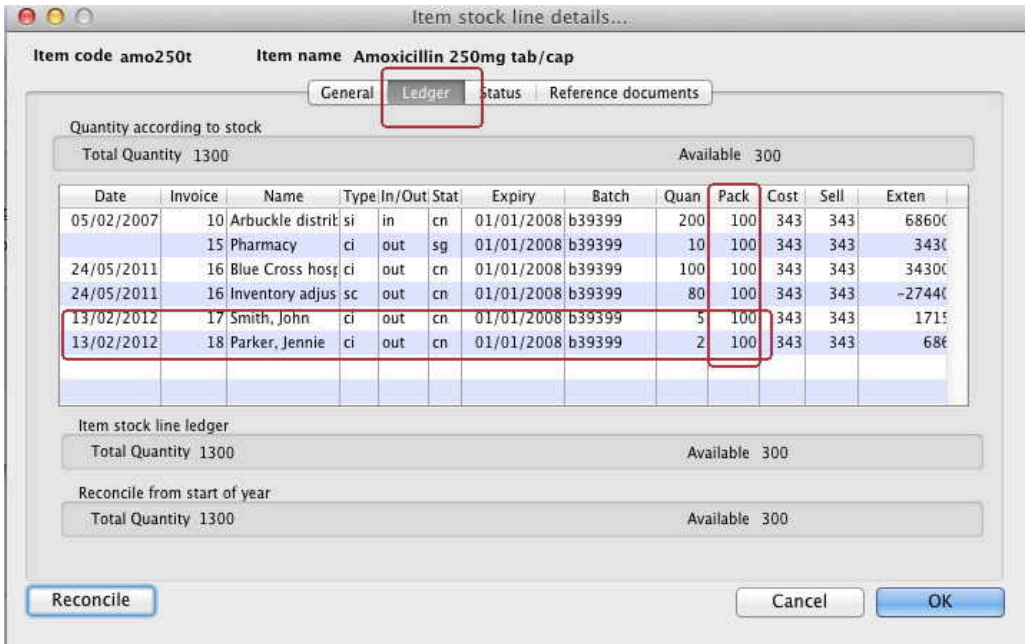 Item stock line details...
Item code amo250t Item name Amoxicillin 250mg tab/cap
General Ledger Status Reference documents
Quantity according to stock
Total Quantity 1300 Available 300
Date Invoice Name Type In/Out Stat Expiry Batch Quan Pack Cost Sell Exten
05/02/2007 10 Arbuckle distrib si in cn 01/01/2008 b39399 200 100 343 343 68600
15 Pharmacy ci out sg 01/01/2008 b39399 10 100 343 343 3430
24/05/2011 16 Blue Cross hosp ci out cn 01/01/2008 b39399 100 100 343 343 34300
24/05/2011 16 Inventory adjus sc out cn 01/01/2008 b39399 80 100 343 343 -27440
13/02/2012 17 Smith, John ci out cn 01/01/2008 b39399 5 100 343 343 1715
13/02/2012 18 Parker, Jennie ci out cn 01/01/2008 b39399 2 100 343 343 686
Item stock line ledger
Total Quantity 1300 Available 300
Reconcile from start of year
Total Quantity 1300 Available 300
Reconcile Cancel OK